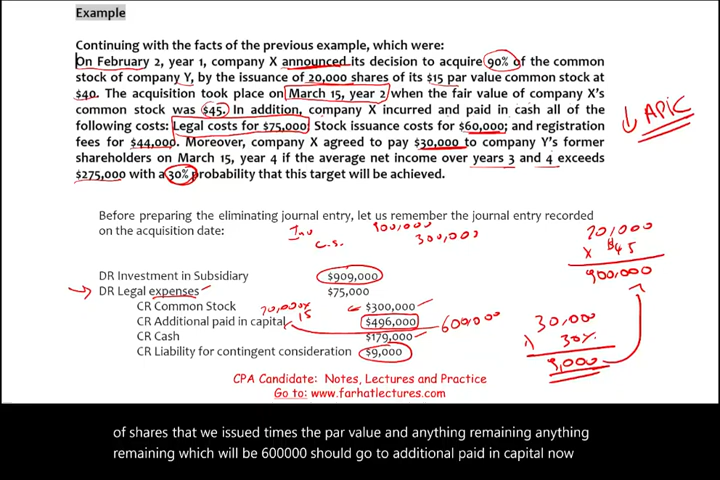 Example
Continuing with the facts of the previous example, which were:
On February 2, year 1, company X announced its decision to acquire 90% of the common
stock of company Y, by the issuance of 20,000 shares of its $15 par value common stock at
$40. The acquisition took place on March 15, year 2 when the fair value of company X's
common stock was $45. In addition, company X incurred and paid in cash all of the
following costs: Legal costs for $75,000; Stock issuance costs for $60,000; and registration
fees for $44,000. Moreover, company X agreed to pay $30,000 to company Y's former
shareholders on March 15, year 4 if the average net income over years 3 and 4 exceeds
$275,000 with a 30% probability that this target will be achieved.
↓ APIC
Before preparing the eliminating journal entry, let us remember the journal entry recorded
on the acquisition date:
Inv 900,000
C.S. 300,000
20,000
x $45
900,000
DR Investment in Subsidiary $909,000
DR Legal expenses $75,000
CR Common Stock 20,000x $300,000
15
CR Additional paid in capital $496,000 600,000
CR Cash $179,000
CR Liability for contingent consideration $9,000
30,000
x 30%
9,000
CPA Candidate: Notes, Lectures and Practice
Go to: www.farhatlectures.com
of shares that we issued times the par value and anything remaining anything
remaining which will be 600000 should go to additional paid in capital now